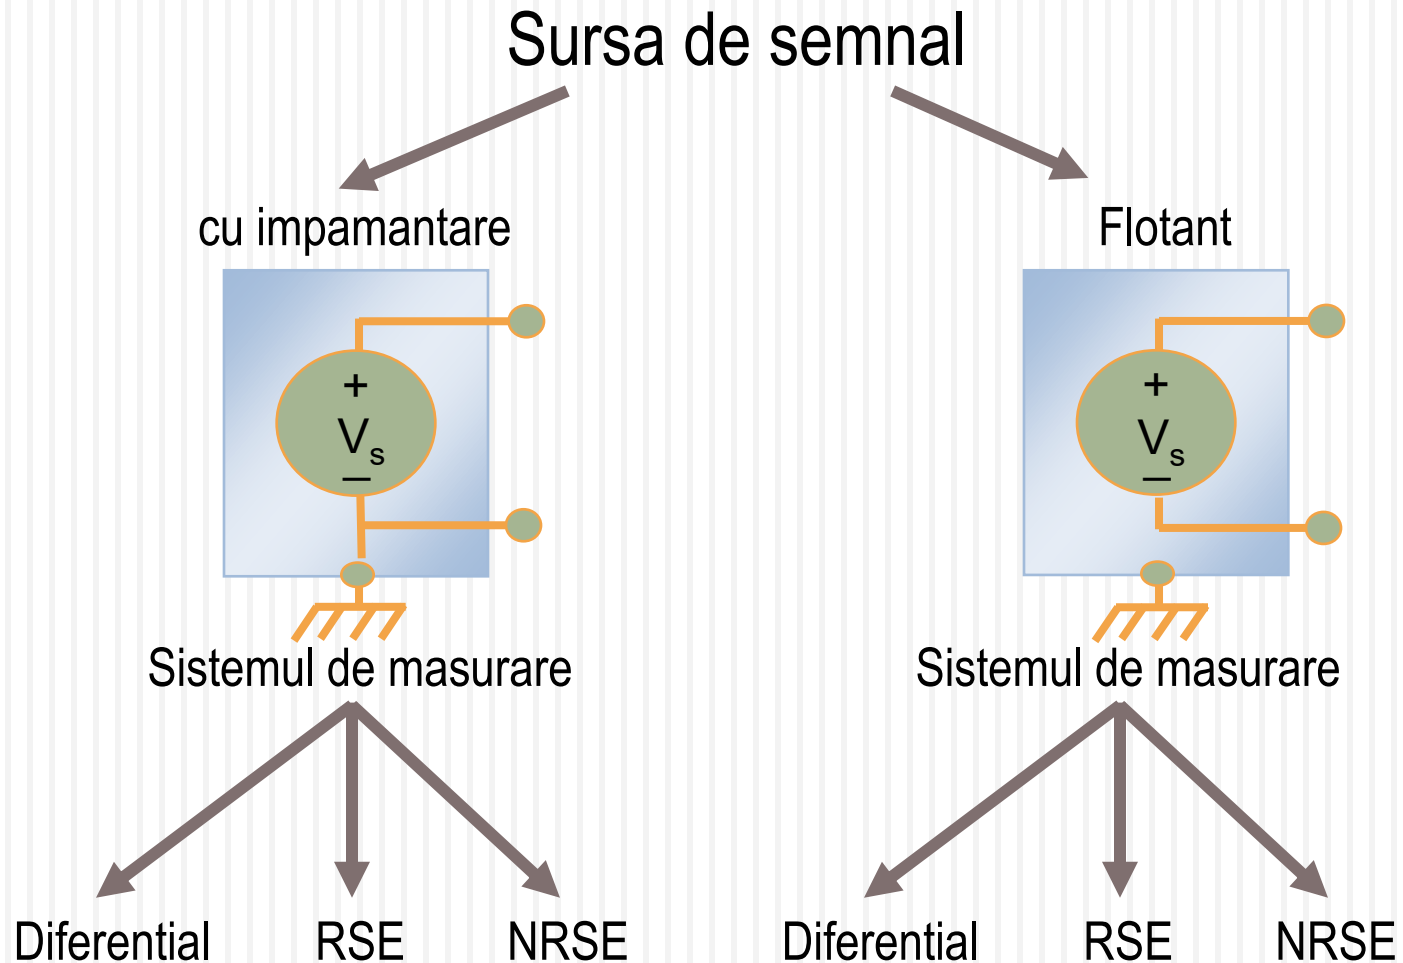 Sursa de semnal
cu impamantare
Flotant
+
Vs
–
+
Vs
–
Sistemul de masurare
Sistemul de masurare
Diferential
RSE
NRSE
Diferential
RSE
NRSE